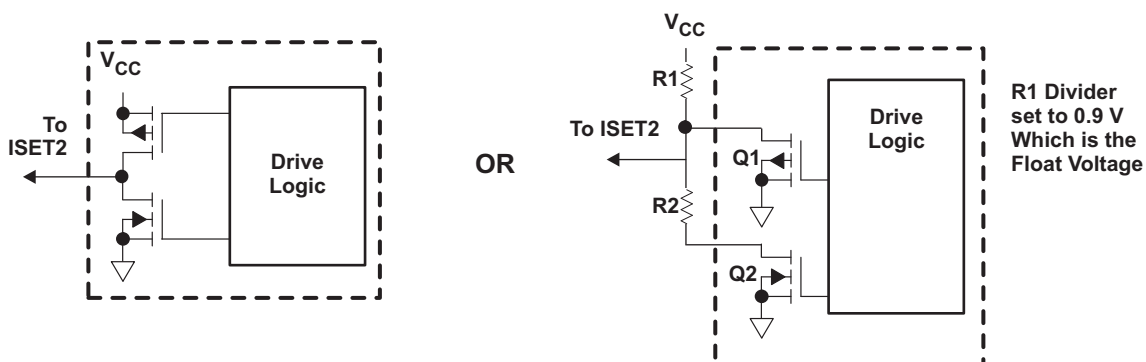 VCC
To
ISET2
Drive
Logic
OR
VCC
R1
To ISET2
Q1
R2
Q2
Drive
Logic
R1 Divider
set to 0.9 V
Which is the
Float Voltage